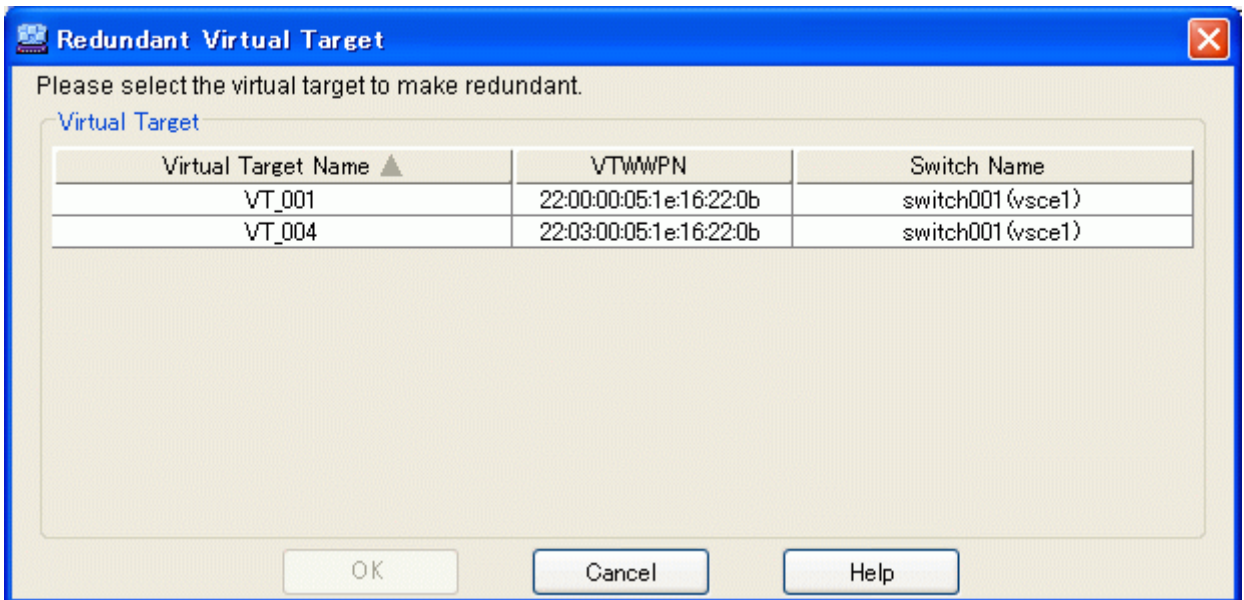 Redundant Virtual Target
Please select the virtual target to make redundant.
Virtual Target
Virtual Target Name VTWWPN Switch Name
VT_001 22:00:00:05:1e:16:22:0b switch001(vsce1)
VT_004 22:03:00:05:1e:16:22:0b switch001(vsce1)
OK Cancel Help